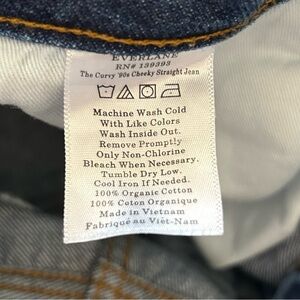 EVERLANE
RN# 139393
The Curvy '90s Cheeky Straight Jean
Machine Wash Cold
With Like Colors
Wash Inside Out.
Remove Promptly
Only Non-Chlorine
Bleach When Necessary.
Tumble Dry Low.
Cool Iron If Needed.
100% Organic Cotton
100% Coton Organique
Made in Vietnam
Fabriqué au Viêt-Nam